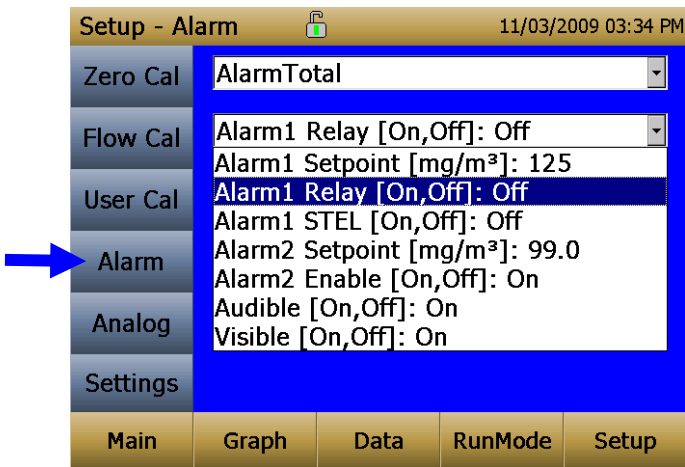 Setup - Alarm 11/03/2009 03:34 PM
Zero Cal
AlarmTotal
Flow Cal
Alarm1 Relay [On,Off]: Off
Alarm1 Setpoint [mg/m³]: 125
User Cal
Alarm1 Relay [On,Off]: Off
Alarm1 STEL [On,Off]: Off
Alarm
Alarm2 Setpoint [mg/m³]: 99.0
Alarm2 Enable [On,Off]: On
Analog
Audible [On,Off]: On
Visible [On,Off]: On
Settings
Main Graph Data RunMode Setup